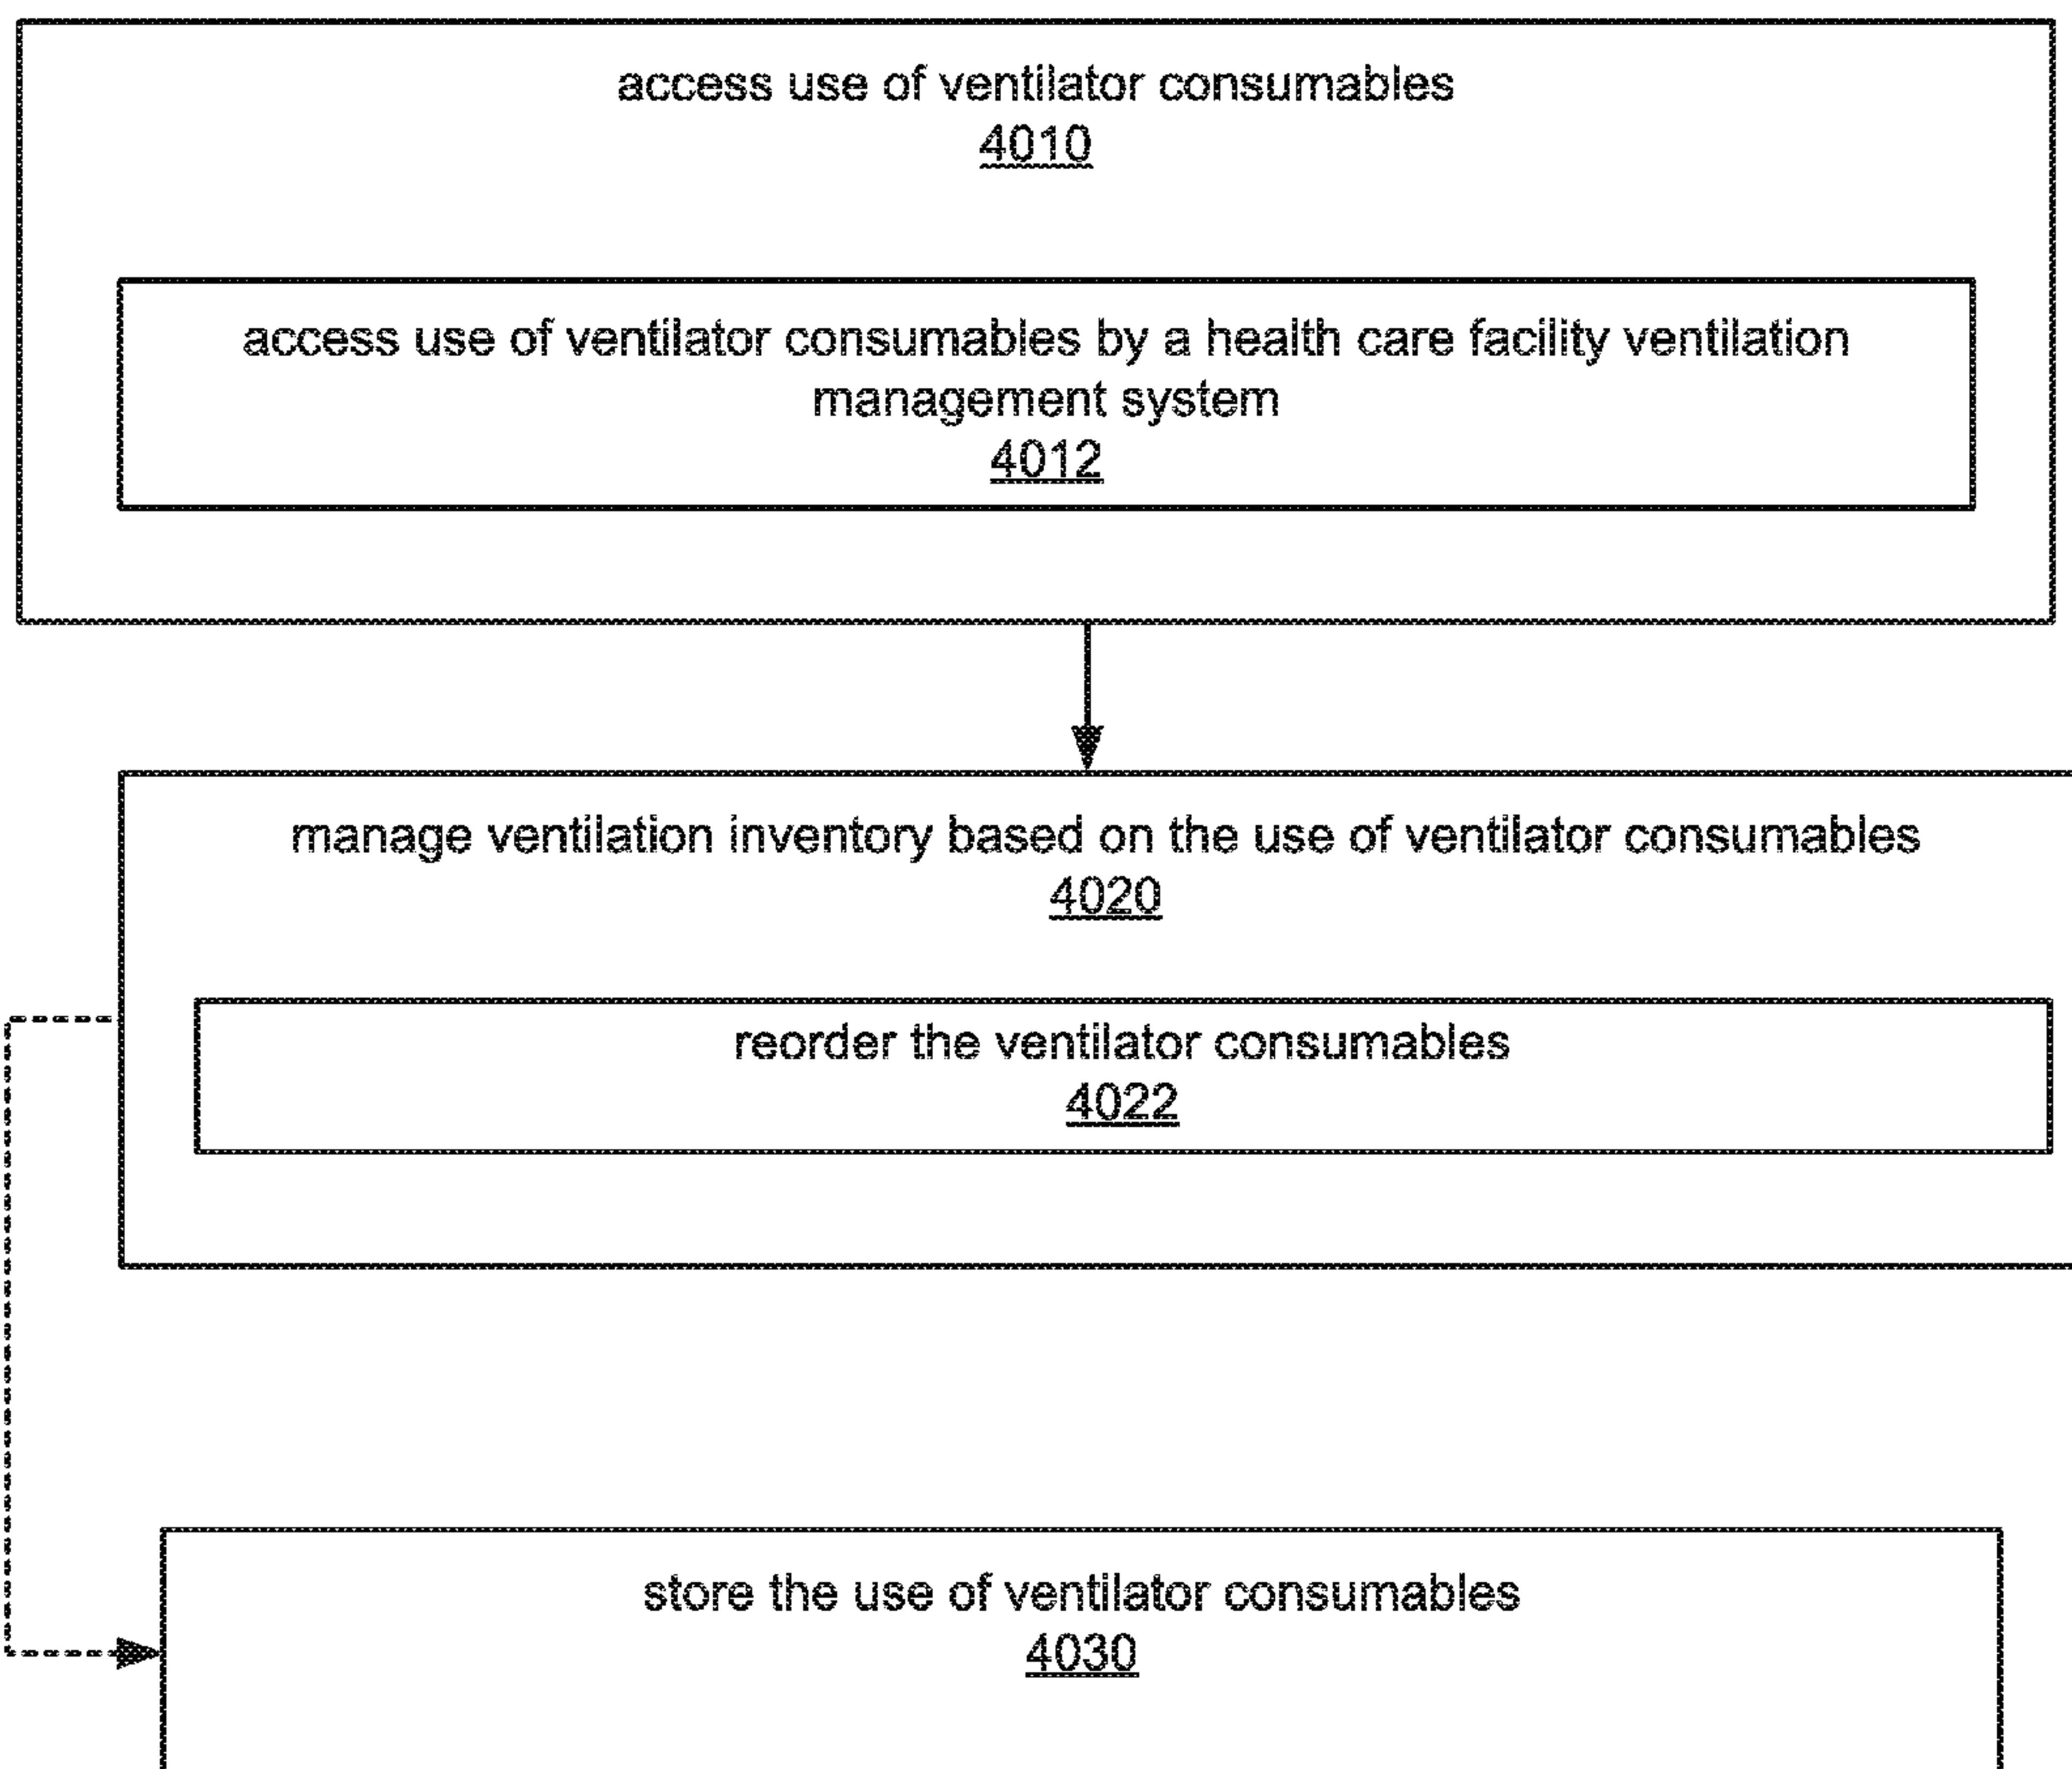 access use of ventilator consumables
4010
access use of ventilator consumables by a health care facility ventilation
management system
4012
manage ventilation inventory based on the use of ventilator consumables
4020
reorder the ventilator consumables
4022
store the use of ventilator consumables
4030